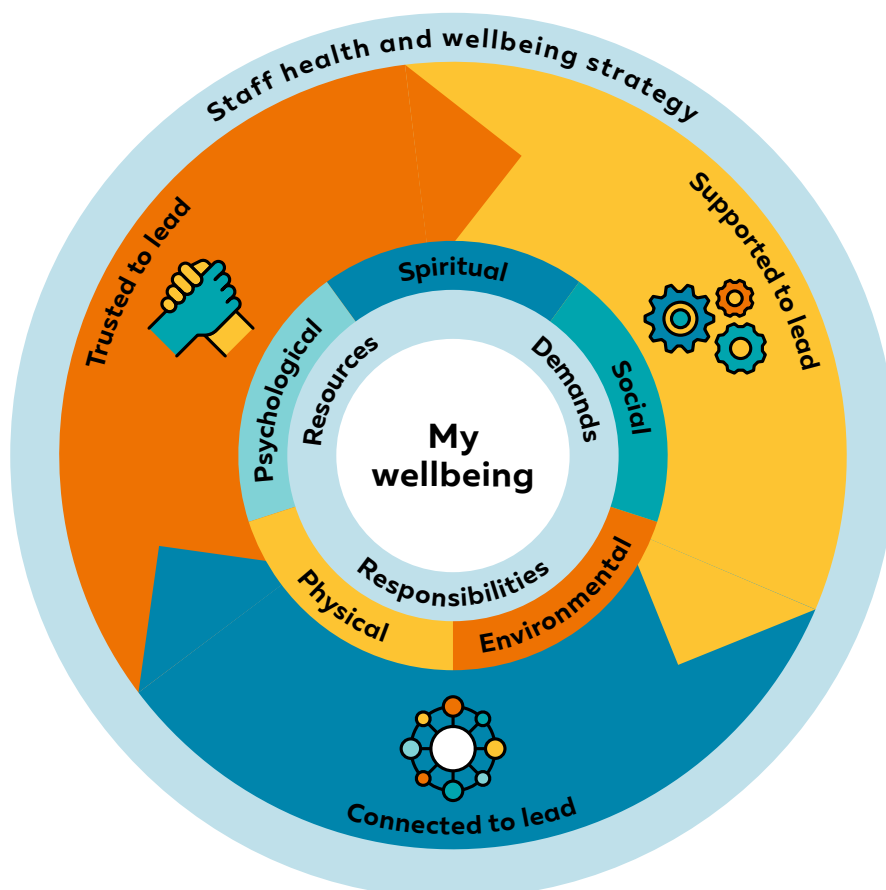 Staff health and wellbeing strategy
Trusted to lead
Supported to lead
Connected to lead
Spiritual
Social
Environmental
Physical
Psychological
Resources
Demands
Responsibilities
My
wellbeing